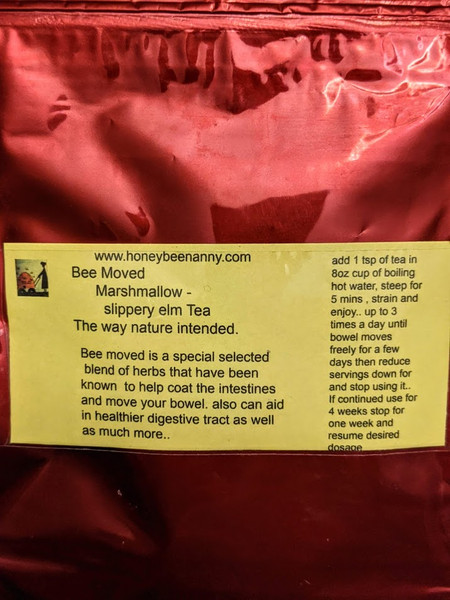 www.honeybeenanny.com
Bee Moved
Marshmallow -
slippery elm Tea
The way nature intended.
Bee moved is a special selected
blend of herbs that have been
known to help coat the intestines
and move your bowel. also can aid
in healthier digestive tract as well
as much more..
add 1 tsp of tea in
8oz cup of boiling
hot water, steep for
5 mins , strain and
enjoy.. up to 3
times a day until
bowel moves
freely for a few
days then reduce
servings down for
and stop using it..
If continued use for
4 weeks stop for
one week and
resume desired
dosage